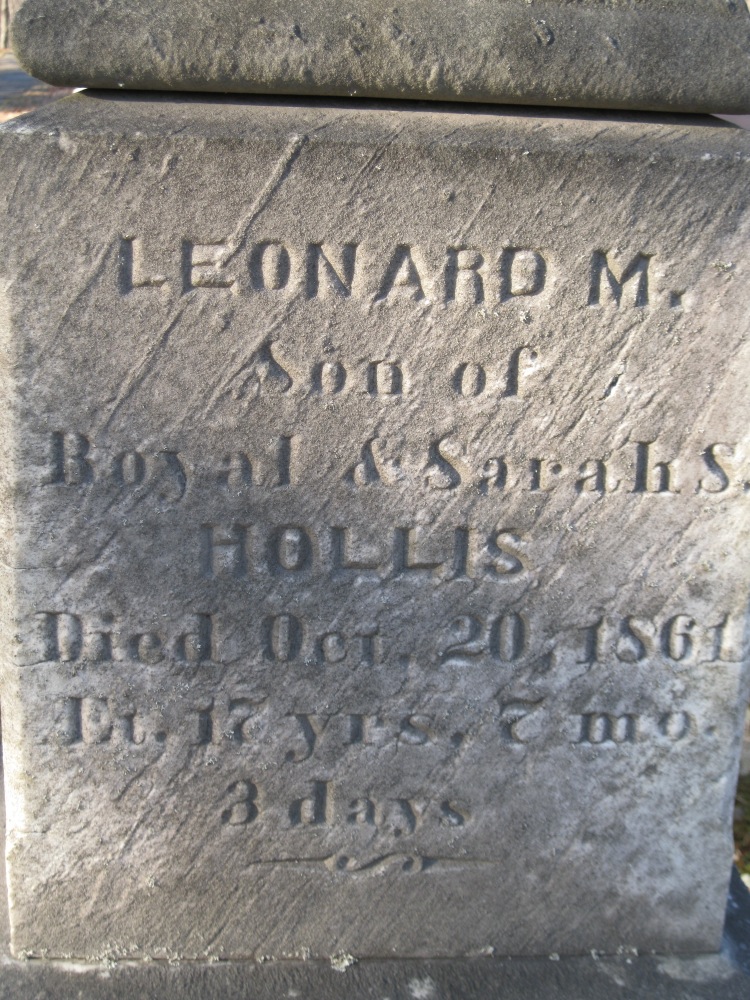 LEONARD M.
Son of
Royal & Sarah S.
HOLLIS
Died Oct. 20, 1861
Æt. 17 yrs. 7 mo.
3 days